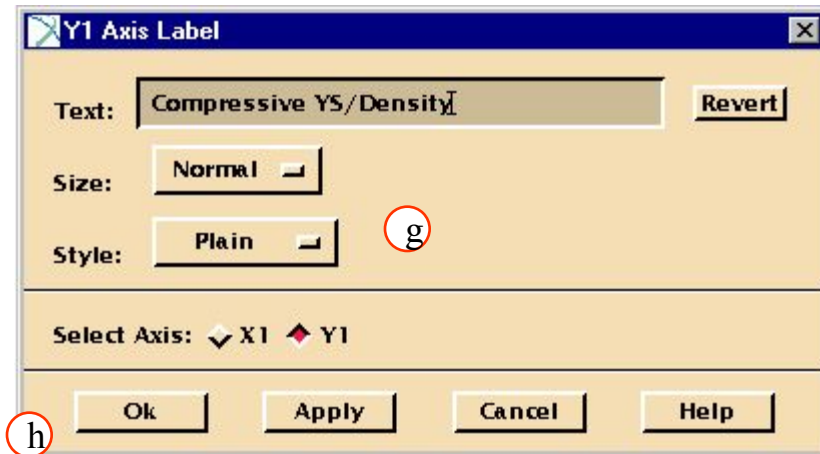 Y1 Axis Label
Text: Compressive YS/Density Revert
Size: Normal
g
Style: Plain
Select Axis: X1 Y1
Ok Apply Cancel Help
h